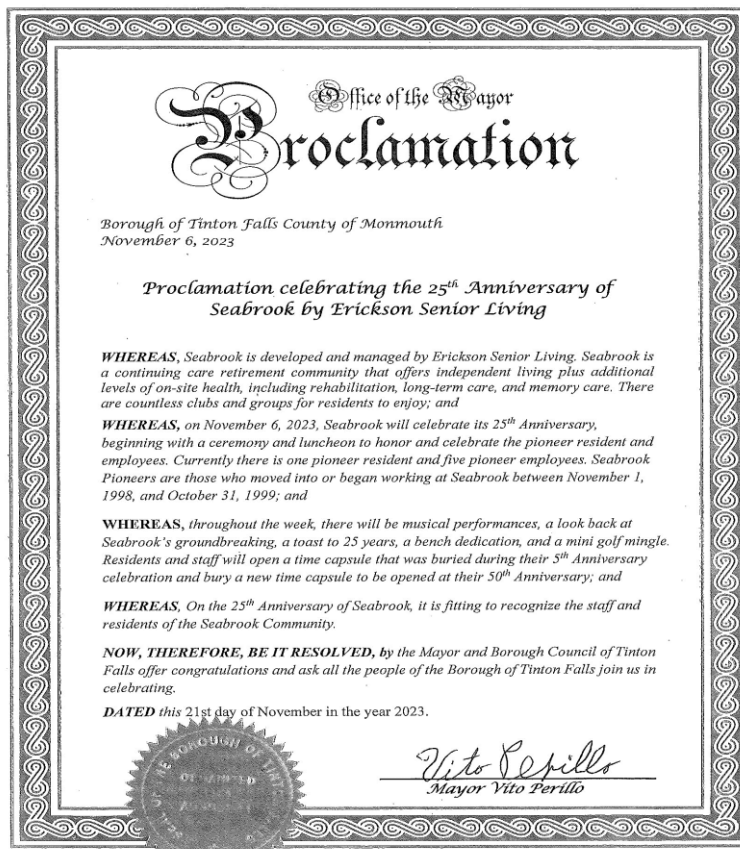 Office of the Mayor
Proclamation
Borough of Tinton Falls County of Monmouth
November 6, 2023
Proclamation celebrating the 25th Anniversary of
Seabrook by Erickson Senior Living
WHEREAS, Seabrook is developed and managed by Erickson Senior Living. Seabrook is
a continuing care retirement community that offers independent living plus additional
levels of on-site health, including rehabilitation, long-term care, and memory care. There
are countless clubs and groups for residents to enjoy; and
WHEREAS, on November 6, 2023, Seabrook will celebrate its 25th Anniversary,
beginning with a ceremony and luncheon to honor and celebrate the pioneer resident and
employees. Currently there is one pioneer resident and five pioneer employees. Seabrook
Pioneers are those who moved into or began working at Seabrook between November 1,
1998, and October 31, 1999; and
WHEREAS, throughout the week, there will be musical performances, a look back at
Seabrook's groundbreaking, a toast to 25 years, a bench dedication, and a mini golf mingle.
Residents and staff will open a time capsule that was buried during their 5th Anniversary
celebration and bury a new time capsule to be opened at their 50th Anniversary; and
WHEREAS, On the 25th Anniversary of Seabrook, it is fitting to recognize the staff and
residents of the Seabrook Community.
NOW, THEREFORE, BE IT RESOLVED, by the Mayor and Borough Council of Tinton
Falls offer congratulations and ask all the people of the Borough of Tinton Falls join us in
celebrating.
DATED this 21st day of November in the year 2023.
Vito Perillo
Mayor Vito Perillo
BOROUGH OF